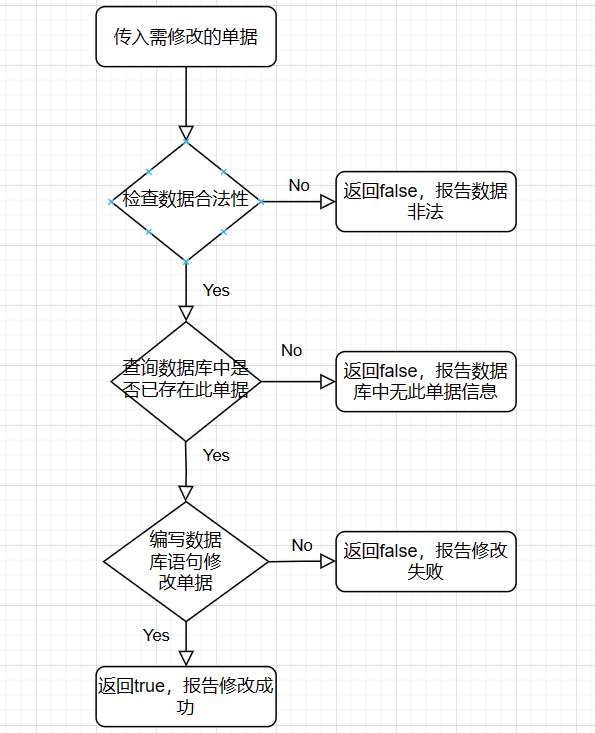 传入需修改的单据
检查数据合法性
No
返回false，报告数据
非法
Yes
查询数据库中是
否已存在此单据
No
返回false，报告数据
库中无此单据信息
Yes
编写数据
库语句修
改单据
No
返回false，报告修改
失败
Yes
返回true，报告修改成
功